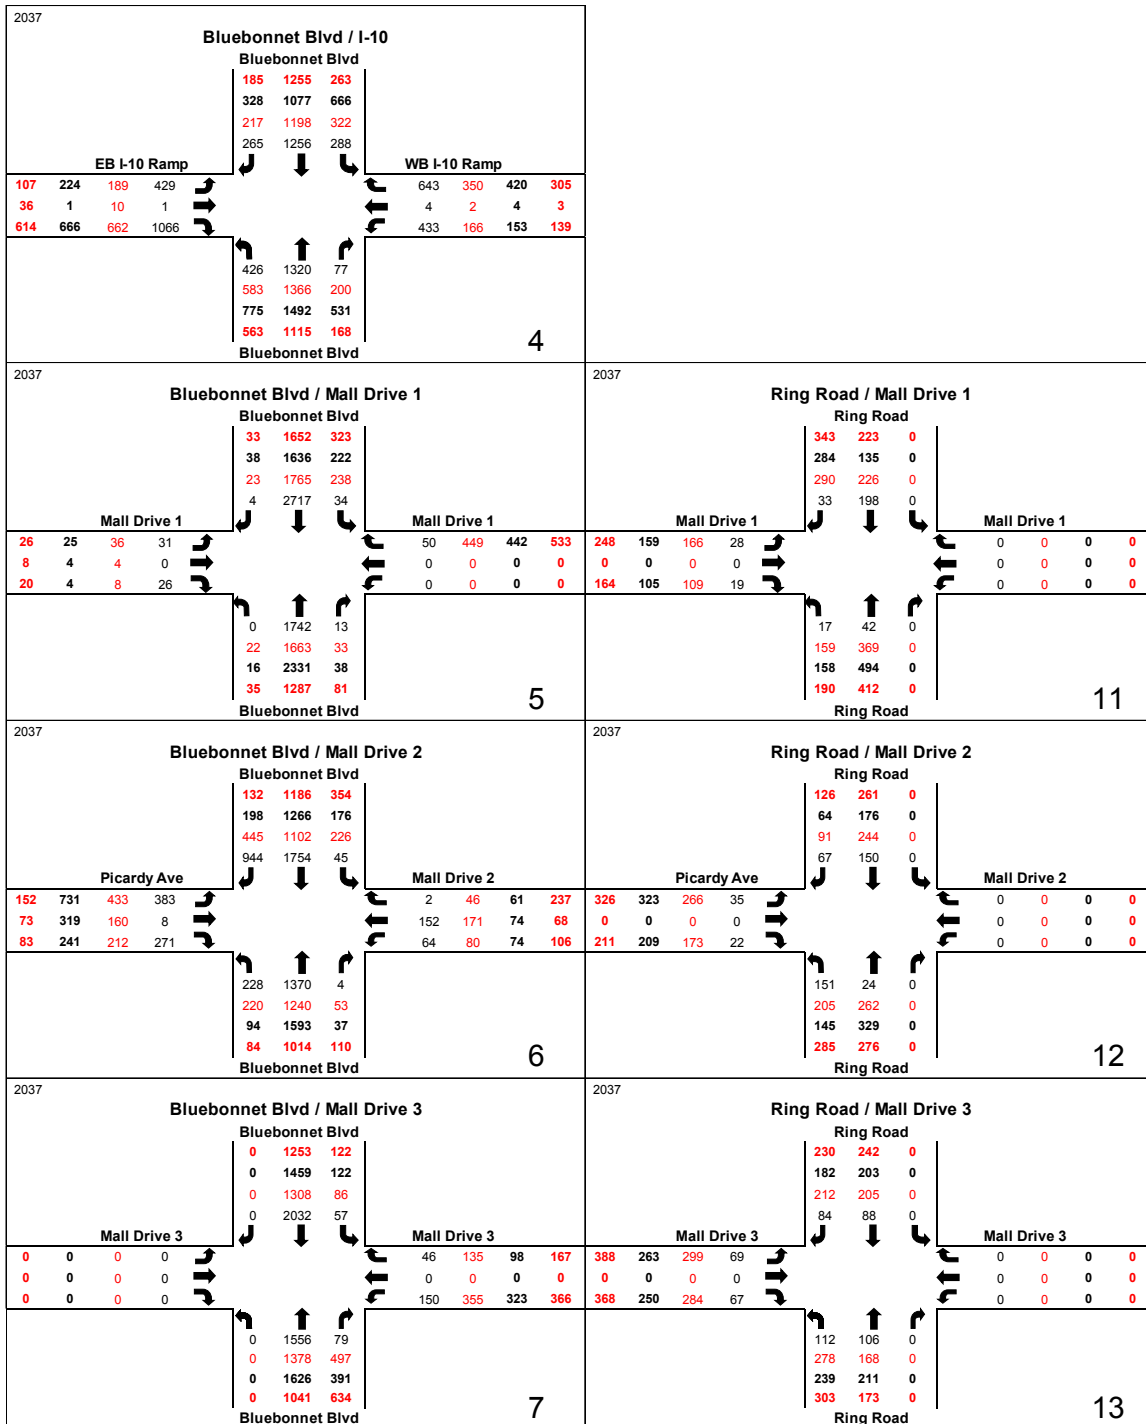 2037
Bluebonnet Blvd / I-10
Bluebonnet Blvd
185 1255 263
328 1077 666
217 1198 322
265 1256 288
EB I-10 Ramp WB I-10 Ramp
107 224 189 429 643 350 420 305
36 1 10 1 4 2 4 3
614 666 662 1066 433 166 153 139
426 1320 77
583 1366 200
775 1492 531
563 1115 168
4
Bluebonnet Blvd
2037
Bluebonnet Blvd / Mall Drive 1
Bluebonnet Blvd
33 1652 323
38 1636 222
23 1765 238
4 2717 34
Mall Drive 1 Mall Drive 1
26 25 36 31 50 449 442 533
8 4 4 0 0 0 0 0
20 4 8 26 0 0 0 0
0 1742 13
22 1663 33
16 2331 38
35 1287 81
5
Bluebonnet Blvd
2037
Ring Road / Mall Drive 1
Ring Road
343 223 0
284 135 0
290 226 0
33 198 0
Mall Drive 1 Mall Drive 1
248 159 166 28 0 0 0 0
0 0 0 0 0 0 0 0
164 105 109 19 0 0 0 0
17 42 0
159 369 0
158 494 0
190 412 0
11
Ring Road
2037
Bluebonnet Blvd / Mall Drive 2
Bluebonnet Blvd
132 1186 354
198 1266 176
445 1102 226
944 1754 45
Picardy Ave Mall Drive 2
152 731 433 383 2 46 61 237
73 319 160 8 152 171 74 68
83 241 212 271 64 80 74 106
228 1370 4
220 1240 53
94 1593 37
84 1014 110
6
Bluebonnet Blvd
2037
Ring Road / Mall Drive 2
Ring Road
126 261 0
64 176 0
91 244 0
67 150 0
Picardy Ave Mall Drive 2
326 323 266 35 0 0 0 0
0 0 0 0 0 0 0 0
211 209 173 22 0 0 0 0
151 24 0
205 262 0
145 329 0
285 276 0
12
Ring Road
2037
Bluebonnet Blvd / Mall Drive 3
Bluebonnet Blvd
0 1253 122
0 1459 122
0 1308 86
0 2032 57
Mall Drive 3 Mall Drive 3
0 0 0 0 46 135 98 167
0 0 0 0 0 0 0 0
0 0 0 0 150 355 323 366
0 1556 79
0 1378 497
0 1626 391
0 1041 634
7
Bluebonnet Blvd
2037
Ring Road / Mall Drive 3
Ring Road
230 242 0
182 203 0
212 205 0
84 88 0
Mall Drive 3 Mall Drive 3
388 263 299 69 0 0 0 0
0 0 0 0 0 0 0 0
368 250 284 67 0 0 0 0
112 106 0
278 168 0
239 211 0
303 173 0
13
Ring Road